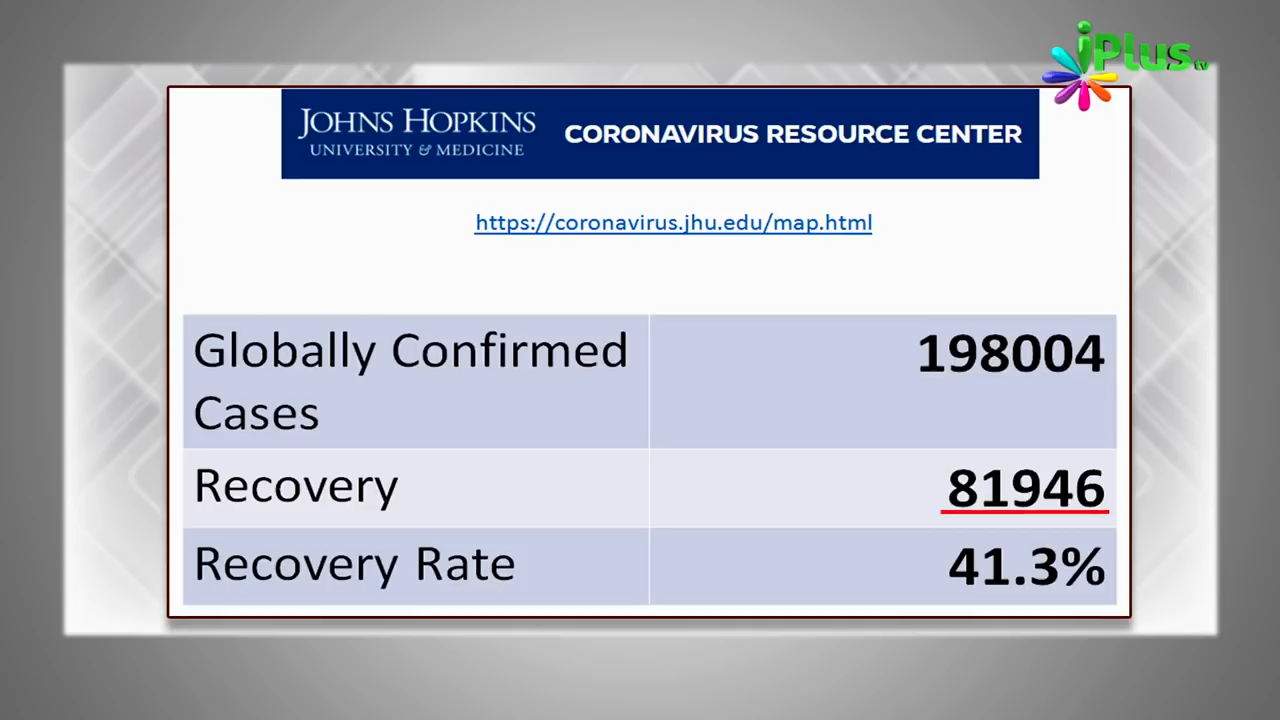 iPlus tv
JOHNS HOPKINS
UNIVERSITY & MEDICINE
CORONAVIRUS RESOURCE CENTER
https://coronavirus.jhu.edu/map.html
Globally Confirmed
Cases
198004
Recovery
81946
Recovery Rate
41.3%